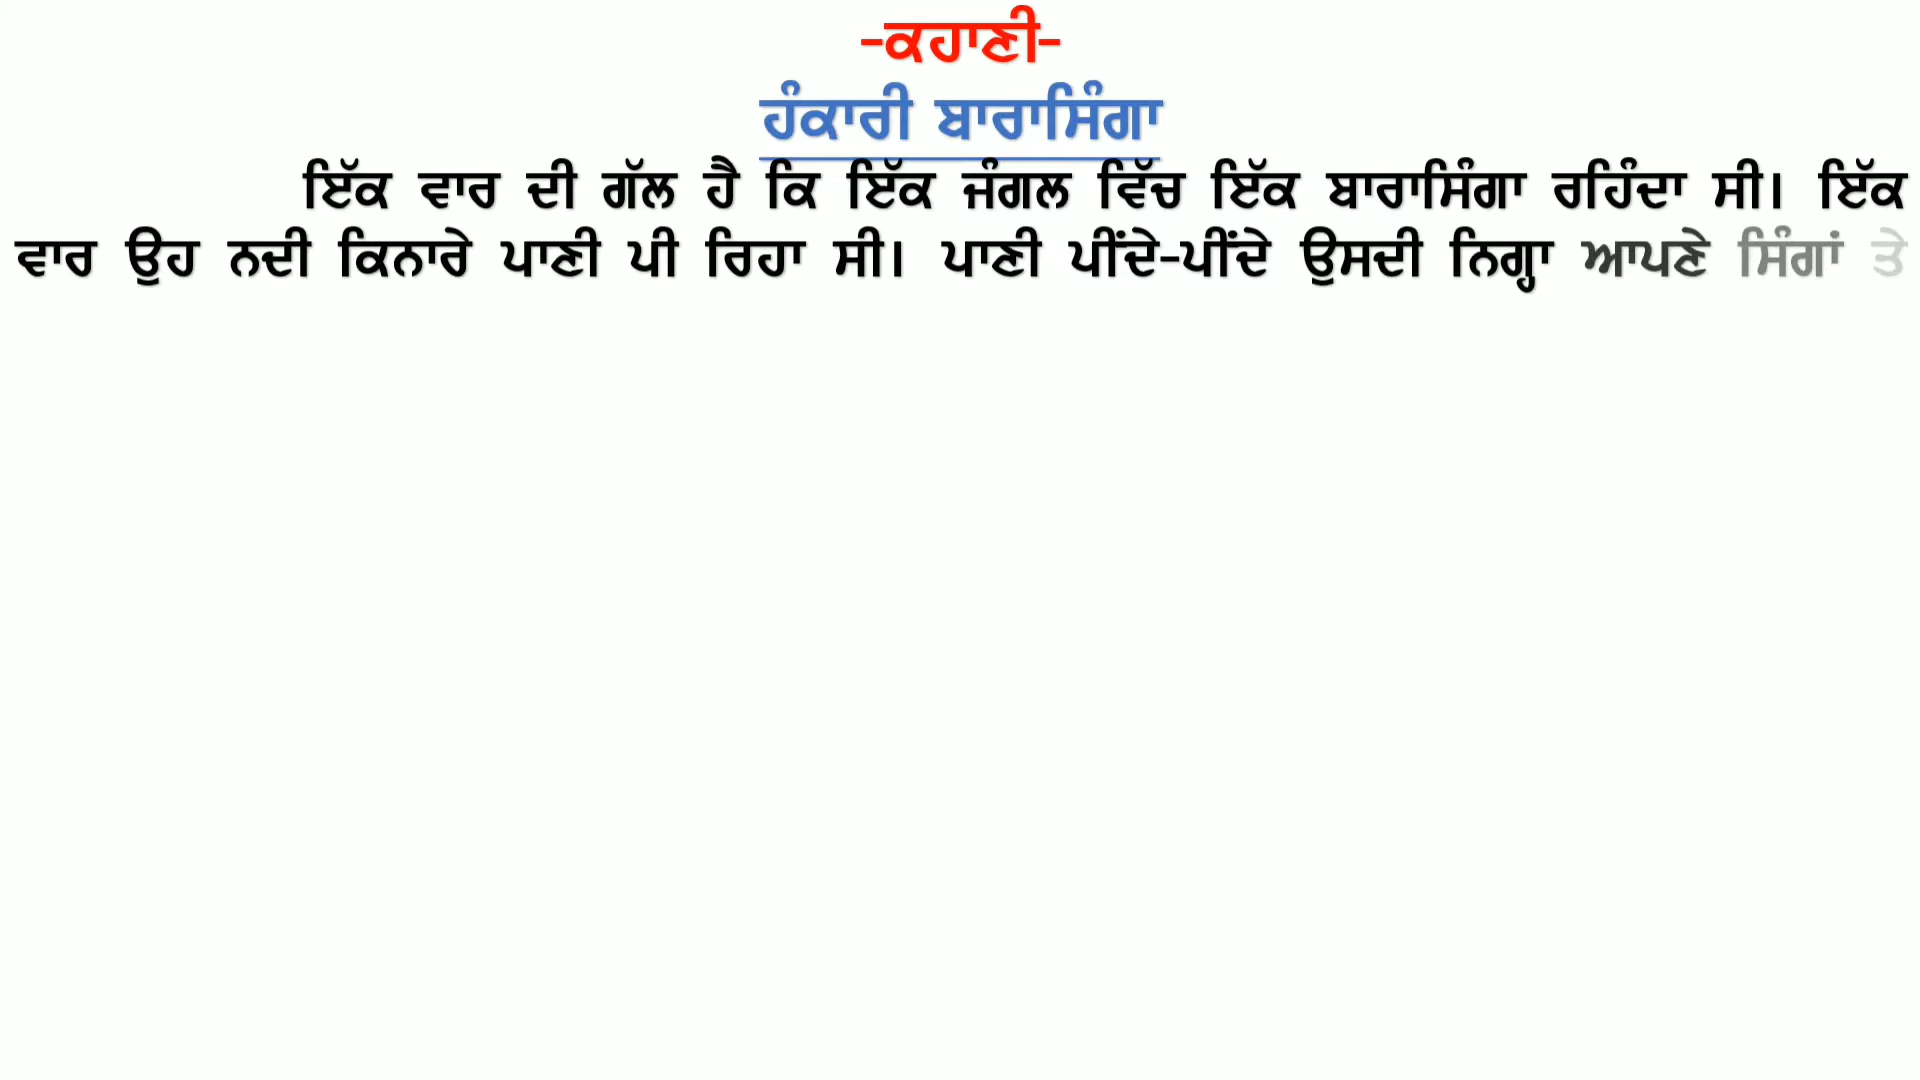 -ਕਹਾਣੀ-
ਹੰਕਾਰੀ ਬਾਰਾਸਿੰਗਾ
ਇੱਕ ਵਾਰ ਦੀ ਗੱਲ ਹੈ ਕਿ ਇੱਕ ਜੰਗਲ ਵਿੱਚ ਇੱਕ ਬਾਰਾਸਿੰਗਾ ਰਹਿੰਦਾ ਸੀ। ਇੱਕ
ਵਾਰ ਉਹ ਨਦੀ ਕਿਨਾਰੇ ਪਾਣੀ ਪੀ ਰਿਹਾ ਸੀ। ਪਾਣੀ ਪੀਂਦੇ-ਪੀਂਦੇ ਉਸਦੀ ਨਿਗ੍ਹਾ ਆਪਣੇ ਸਿੰਗਾਂ ਤੇ